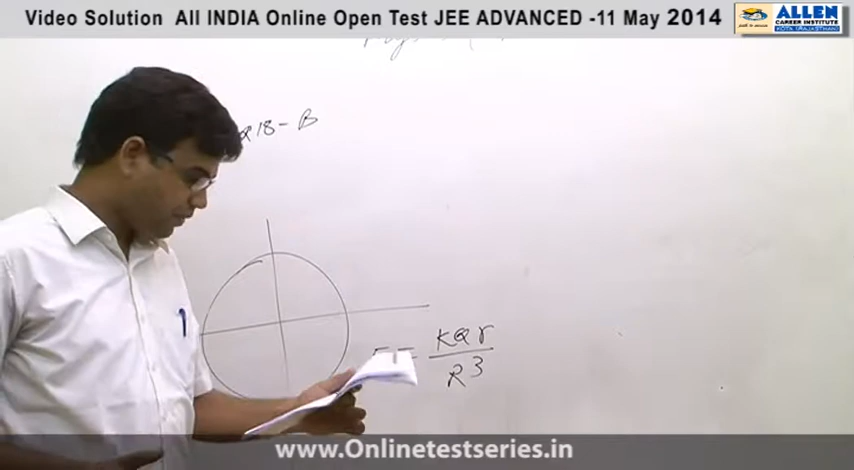 Video Solution All INDIA Online Open Test JEE ADVANCED -11 May 2014
ALLEN
CAREER INSTITUTE
KOTA (RAJASTHAN)
Q18 - B
KQr
R3
www.Onlinetestseries.in